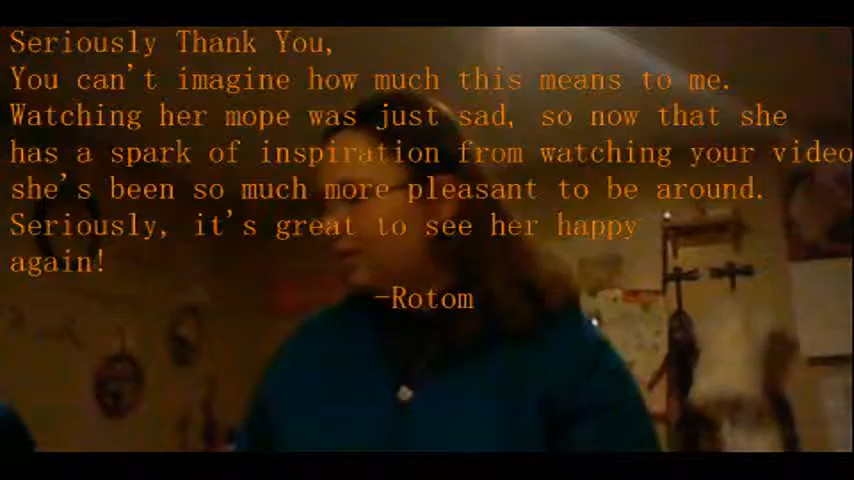 Seriously Thank You,
You can't imagine how much this means to me.
Watching her mope was just sad, so now that she
has a spark of inspiration from watching your video
she's been so much more pleasant to be around.
Seriously, it's great to see her happy
again!
-Rotom